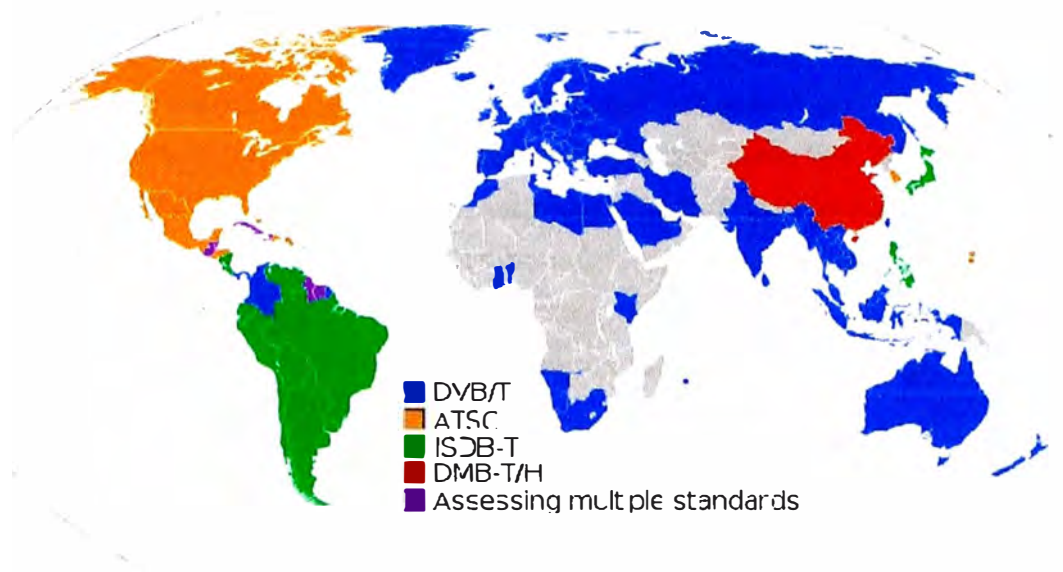 DVB/T
ATSC
ISDB-T
DMB-T/H
Assessing multiple standards